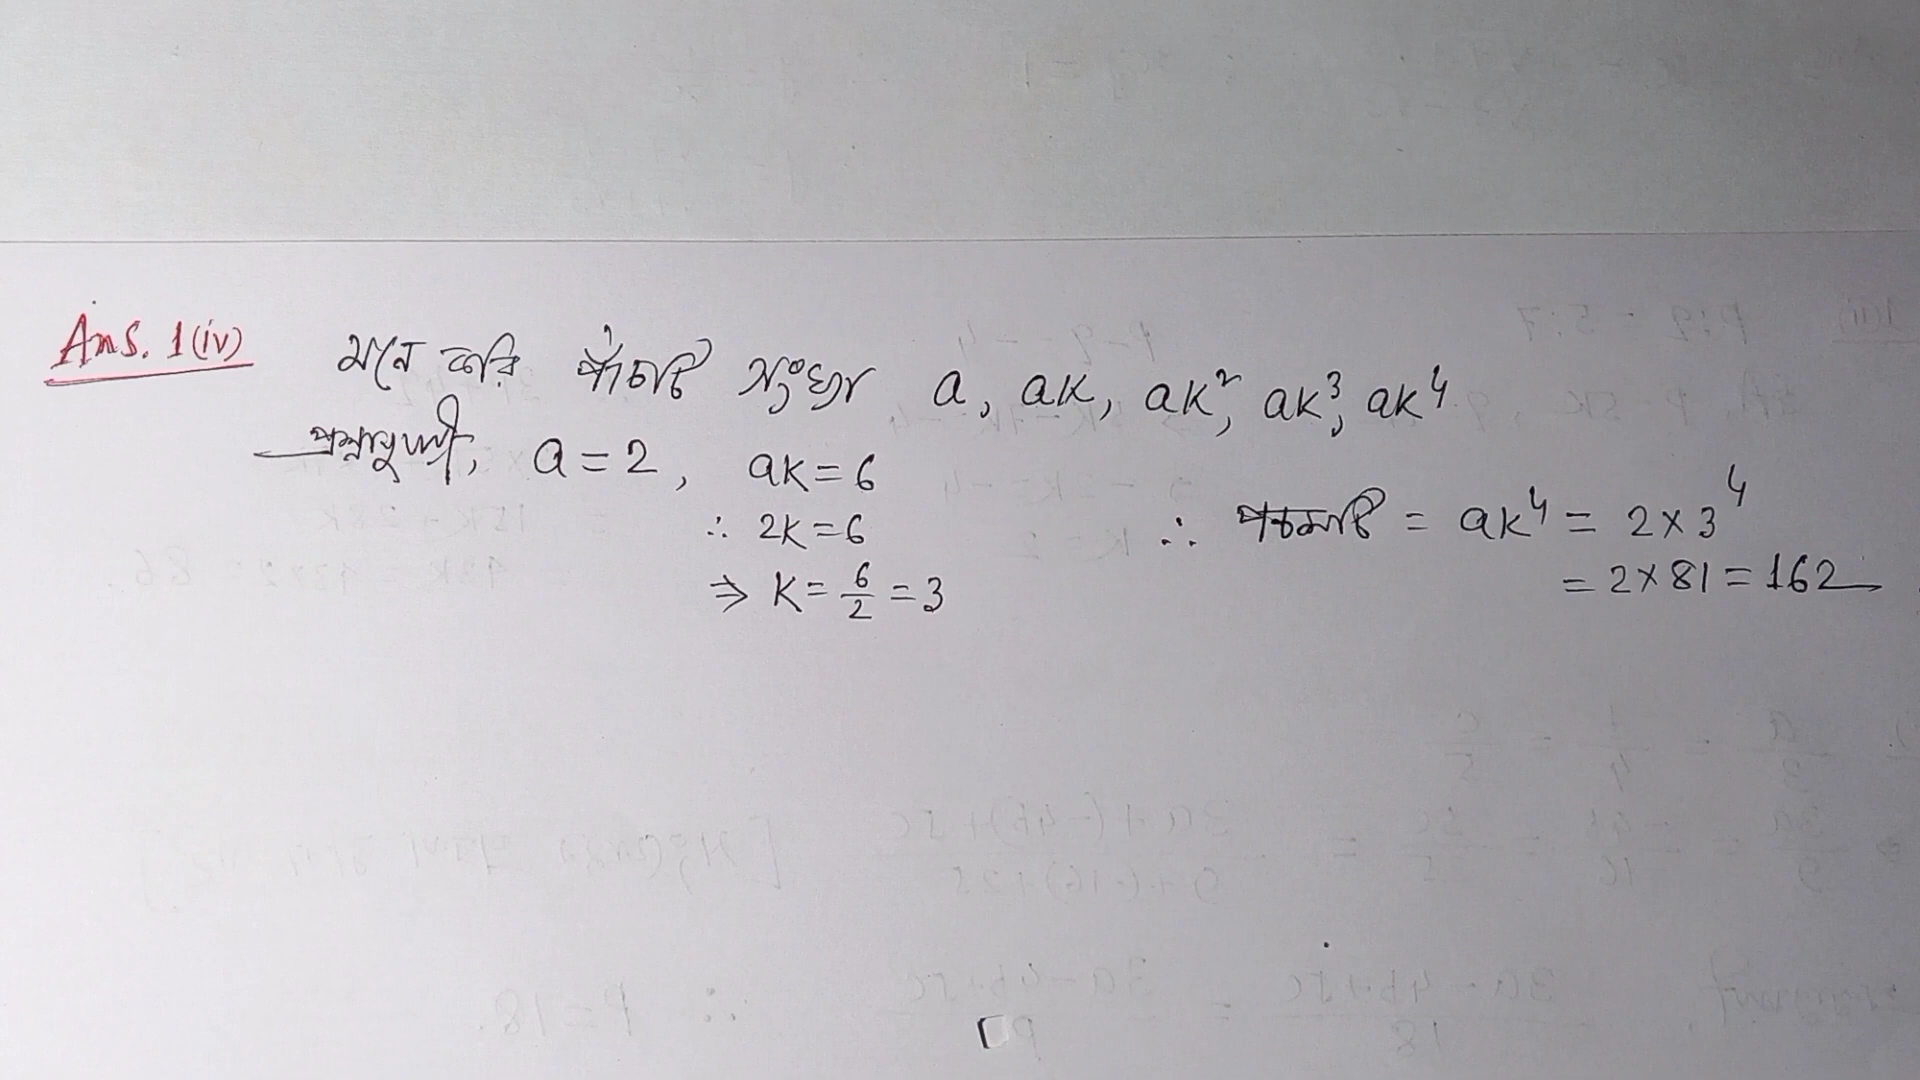 Ans. 1(iv) মনে করি পাঁচটি সংখ্যা a, ak, ak², ak³, ak⁴
প্রশ্নানুযায়ী, a = 2, ak = 6
∴ 2k = 6
⇒ k = 6/2 = 3
∴ পঞ্চমটি = ak⁴ = 2 × 3⁴
= 2 × 81 = 162